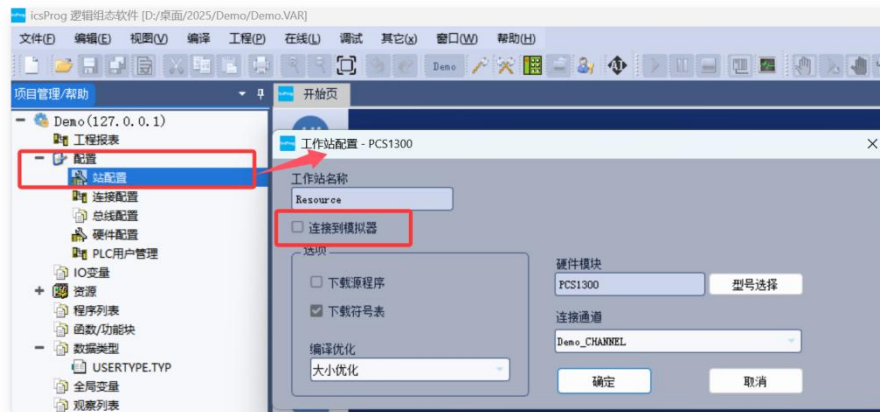 icsProg 逻辑组态软件 [D:/桌面/2025/Demo/Demo.VAR]
文件(F) 编辑(E) 视图(V) 编译 工程(P) 在线(L) 调试 其它(x) 窗口(W) 帮助(H)
Demo
项目管理/帮助
开始页
Demo(127.0.0.1)
工程报表
配置
站配置
连接配置
总线配置
硬件配置
PLC用户管理
IO变量
资源
程序列表
函数/功能块
数据类型
USERTYPE.TYP
全局变量
观察列表
工作站配置 - PCS1300
工作站名称
Resource
连接到模拟器
选项
下载源程序
下载符号表
编译优化
大小优化
硬件模块
PCS1300
型号选择
连接通道
Demo_CHANNEL
确定
取消